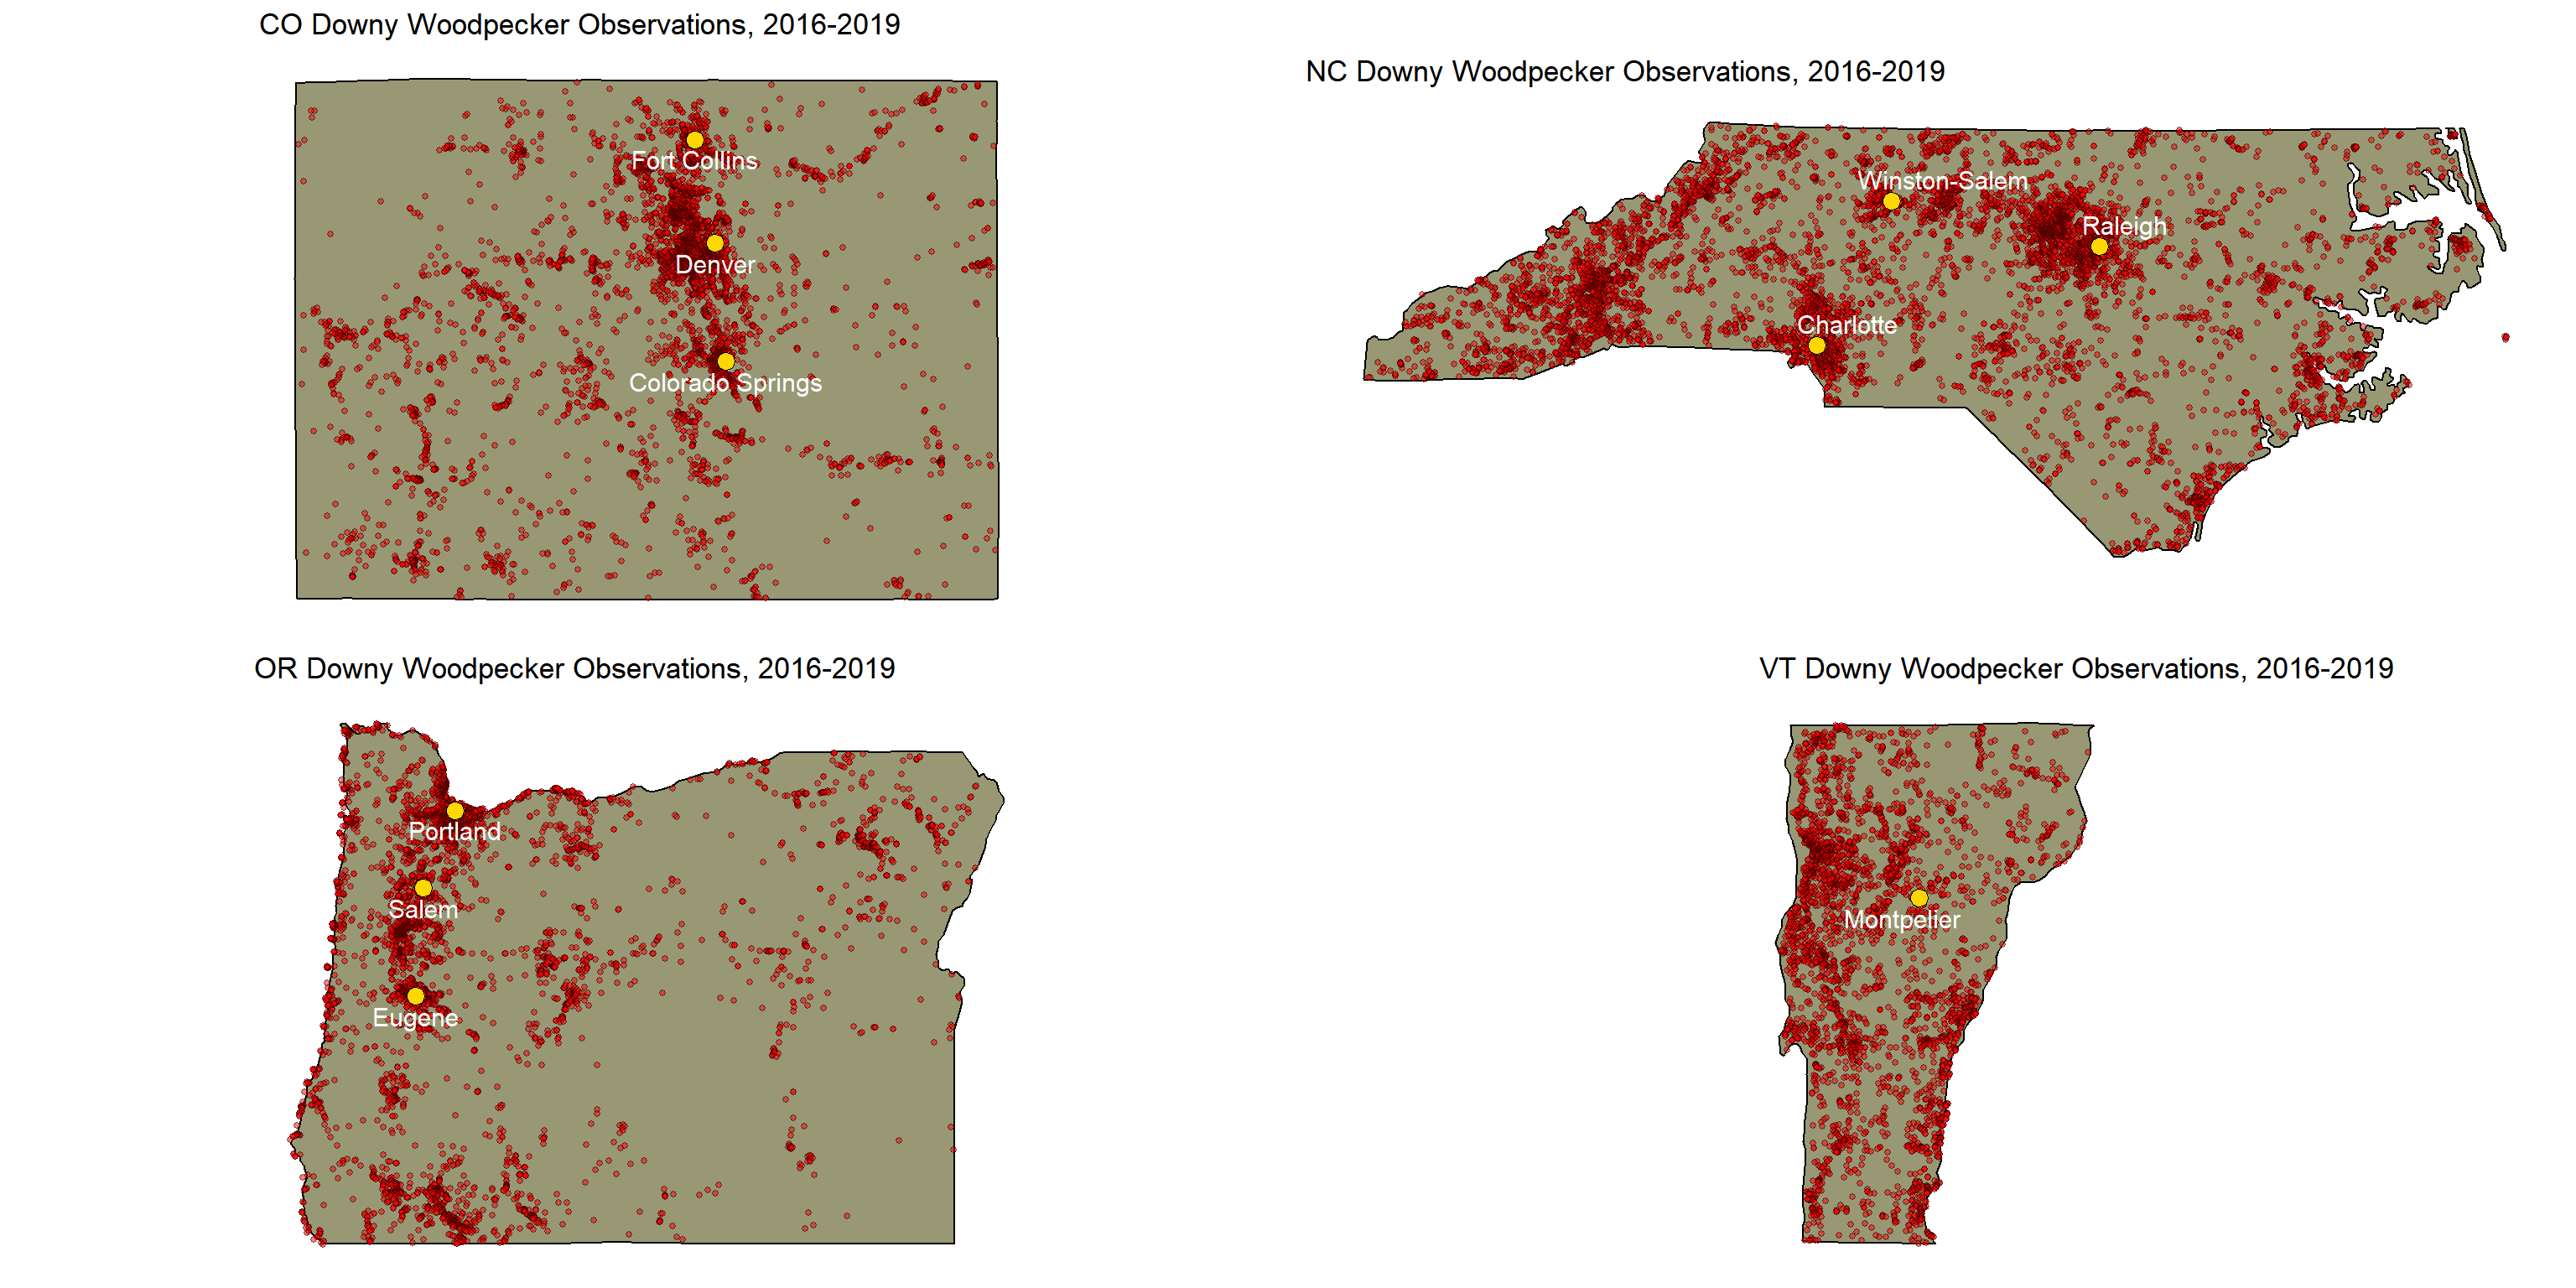 CO Downy Woodpecker Observations, 2016-2019
Fort Collins
Denver
Colorado Springs
NC Downy Woodpecker Observations, 2016-2019
Winston-Salem
Raleigh
Charlotte
OR Downy Woodpecker Observations, 2016-2019
Portland
Salem
Eugene
VT Downy Woodpecker Observations, 2016-2019
Montpelier